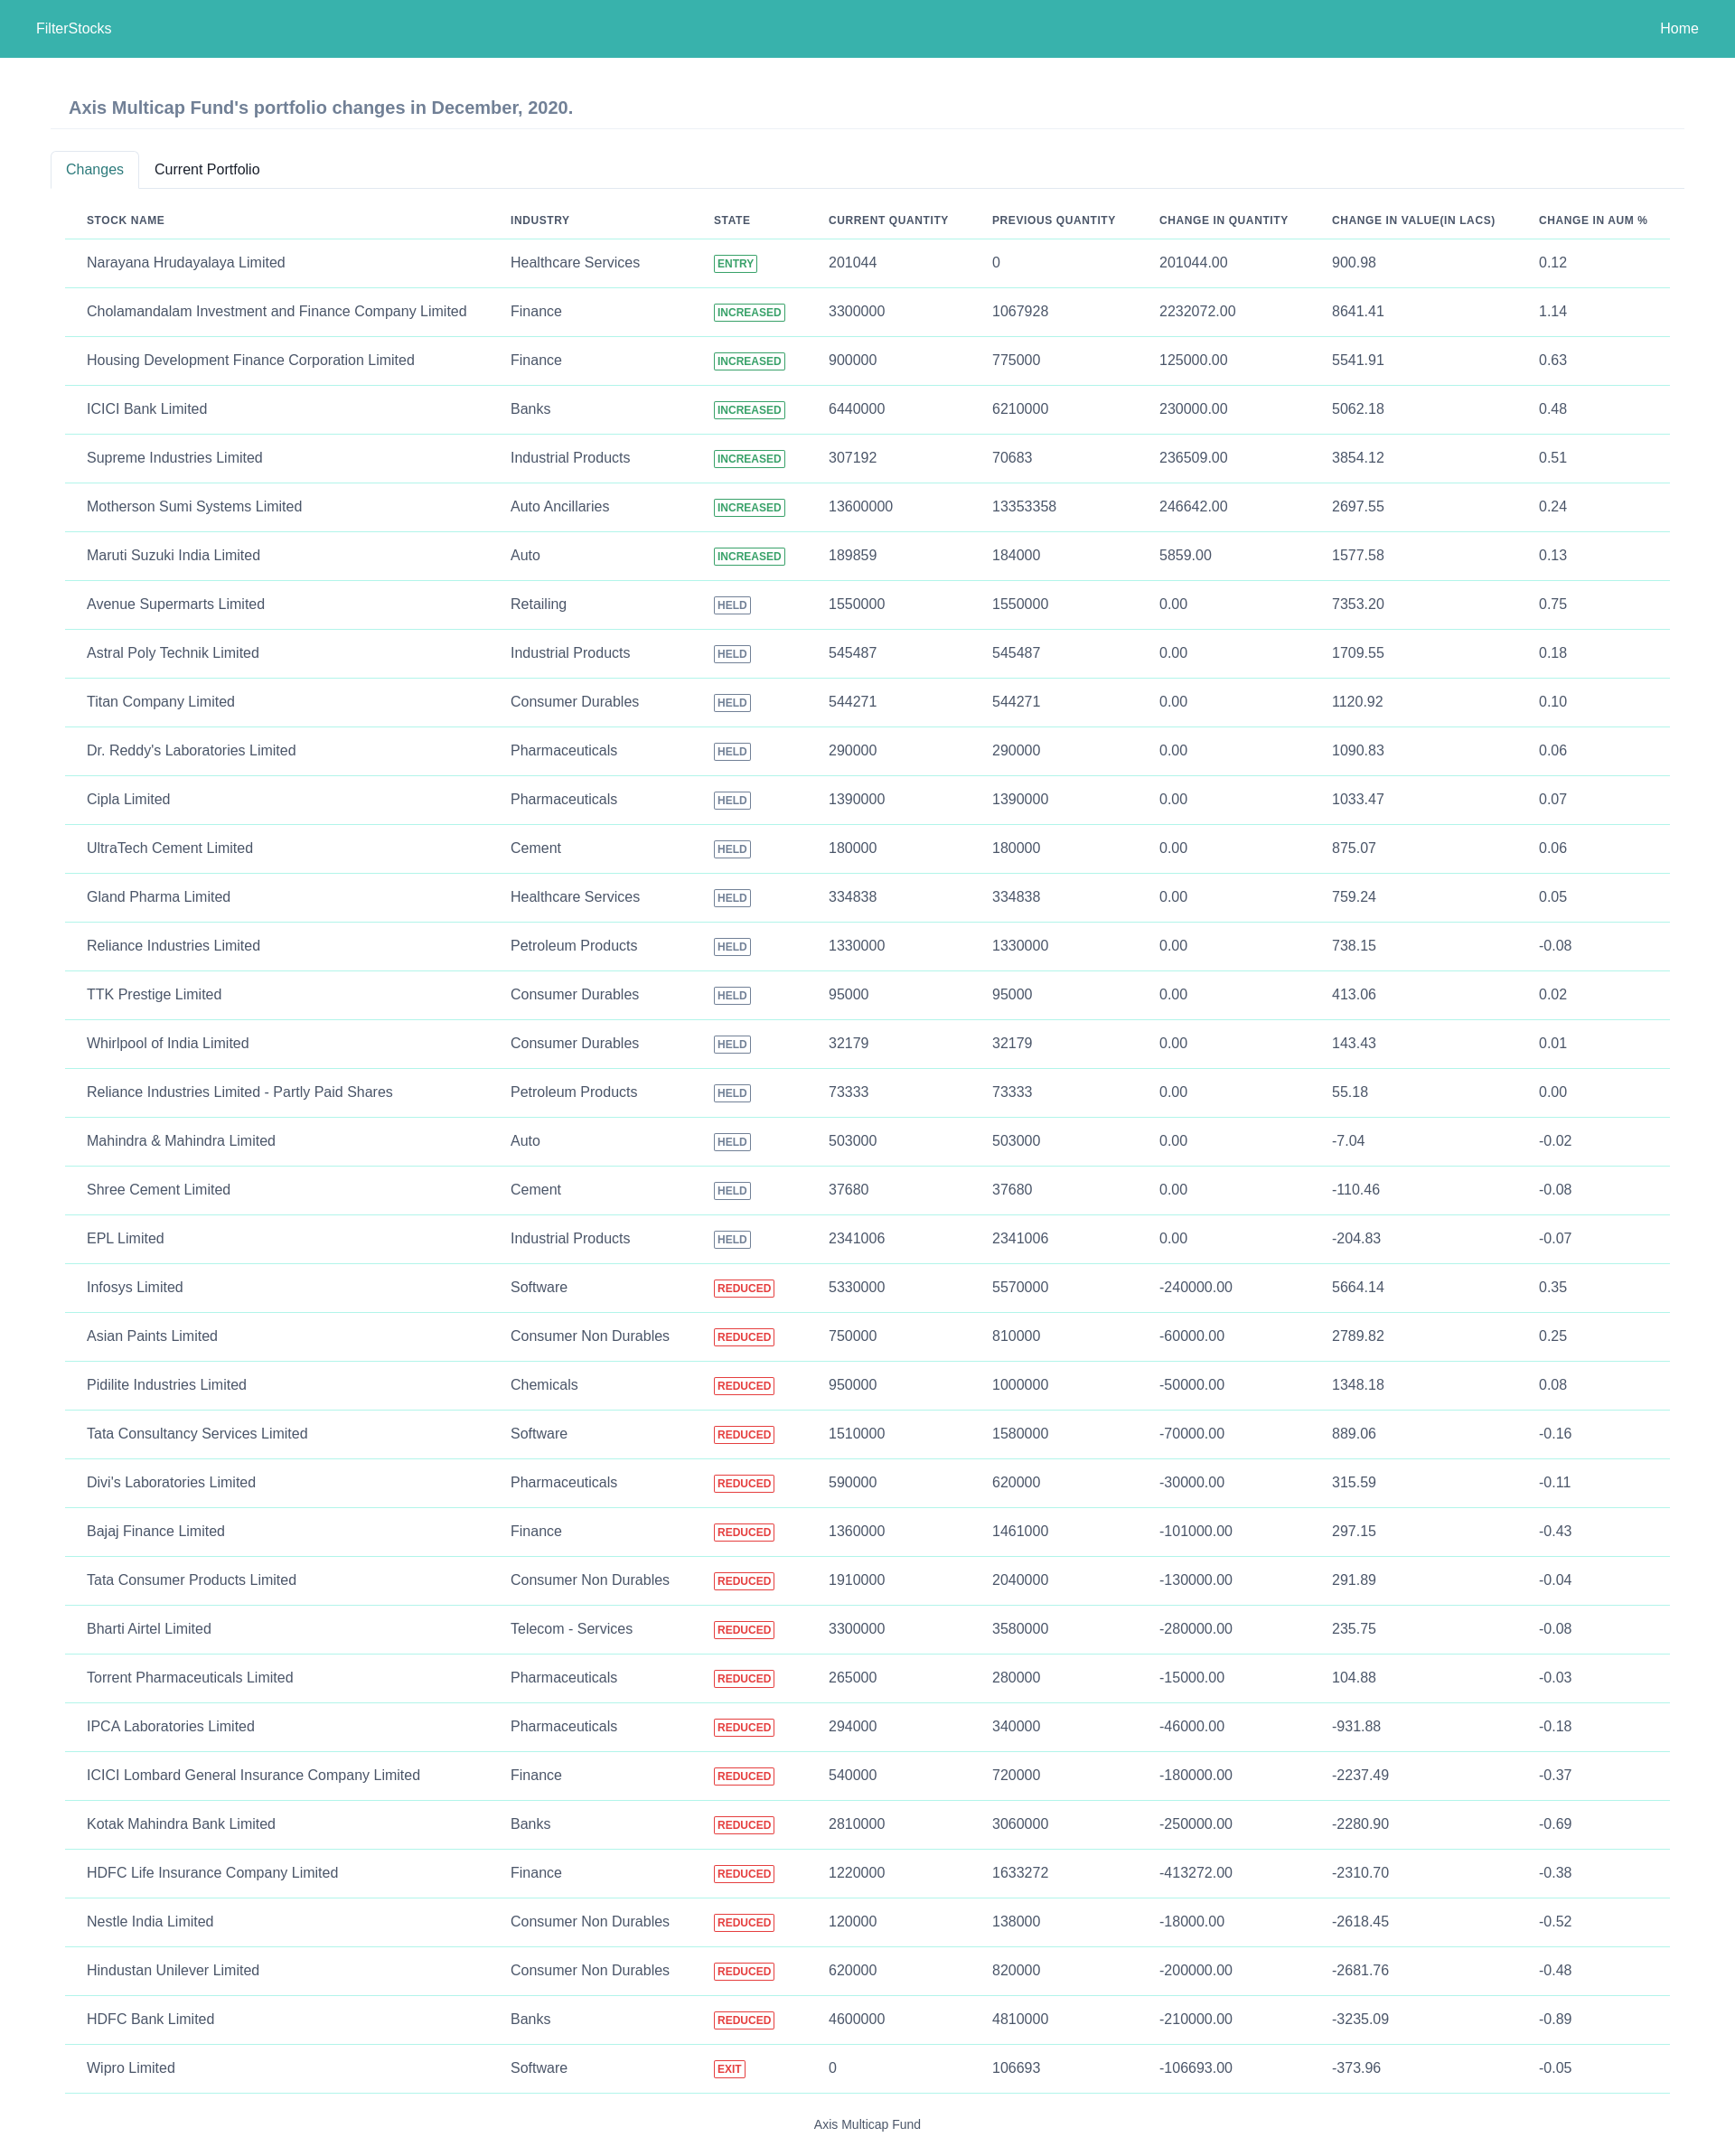 FilterStocks Home
Axis Multicap Fund's portfolio changes in December, 2020.
Changes Current Portfolio
STOCK NAME INDUSTRY STATE CURRENT QUANTITY PREVIOUS QUANTITY CHANGE IN QUANTITY CHANGE IN VALUE(IN LACS) CHANGE IN AUM %
Narayana Hrudayalaya Limited Healthcare Services ENTRY 201044 0 201044.00 900.98 0.12
Cholamandalam Investment and Finance Company Limited Finance INCREASED 3300000 1067928 2232072.00 8641.41 1.14
Housing Development Finance Corporation Limited Finance INCREASED 900000 775000 125000.00 5541.91 0.63
ICICI Bank Limited Banks INCREASED 6440000 6210000 230000.00 5062.18 0.48
Supreme Industries Limited Industrial Products INCREASED 307192 70683 236509.00 3854.12 0.51
Motherson Sumi Systems Limited Auto Ancillaries INCREASED 13600000 13353358 246642.00 2697.55 0.24
Maruti Suzuki India Limited Auto INCREASED 189859 184000 5859.00 1577.58 0.13
Avenue Supermarts Limited Retailing HELD 1550000 1550000 0.00 7353.20 0.75
Astral Poly Technik Limited Industrial Products HELD 545487 545487 0.00 1709.55 0.18
Titan Company Limited Consumer Durables HELD 544271 544271 0.00 1120.92 0.10
Dr. Reddy's Laboratories Limited Pharmaceuticals HELD 290000 290000 0.00 1090.83 0.06
Cipla Limited Pharmaceuticals HELD 1390000 1390000 0.00 1033.47 0.07
UltraTech Cement Limited Cement HELD 180000 180000 0.00 875.07 0.06
Gland Pharma Limited Healthcare Services HELD 334838 334838 0.00 759.24 0.05
Reliance Industries Limited Petroleum Products HELD 1330000 1330000 0.00 738.15 -0.08
TTK Prestige Limited Consumer Durables HELD 95000 95000 0.00 413.06 0.02
Whirlpool of India Limited Consumer Durables HELD 32179 32179 0.00 143.43 0.01
Reliance Industries Limited - Partly Paid Shares Petroleum Products HELD 73333 73333 0.00 55.18 0.00
Mahindra & Mahindra Limited Auto HELD 503000 503000 0.00 -7.04 -0.02
Shree Cement Limited Cement HELD 37680 37680 0.00 -110.46 -0.08
EPL Limited Industrial Products HELD 2341006 2341006 0.00 -204.83 -0.07
Infosys Limited Software REDUCED 5330000 5570000 -240000.00 5664.14 0.35
Asian Paints Limited Consumer Non Durables REDUCED 750000 810000 -60000.00 2789.82 0.25
Pidilite Industries Limited Chemicals REDUCED 950000 1000000 -50000.00 1348.18 0.08
Tata Consultancy Services Limited Software REDUCED 1510000 1580000 -70000.00 889.06 -0.16
Divi's Laboratories Limited Pharmaceuticals REDUCED 590000 620000 -30000.00 315.59 -0.11
Bajaj Finance Limited Finance REDUCED 1360000 1461000 -101000.00 297.15 -0.43
Tata Consumer Products Limited Consumer Non Durables REDUCED 1910000 2040000 -130000.00 291.89 -0.04
Bharti Airtel Limited Telecom - Services REDUCED 3300000 3580000 -280000.00 235.75 -0.08
Torrent Pharmaceuticals Limited Pharmaceuticals REDUCED 265000 280000 -15000.00 104.88 -0.03
IPCA Laboratories Limited Pharmaceuticals REDUCED 294000 340000 -46000.00 -931.88 -0.18
ICICI Lombard General Insurance Company Limited Finance REDUCED 540000 720000 -180000.00 -2237.49 -0.37
Kotak Mahindra Bank Limited Banks REDUCED 2810000 3060000 -250000.00 -2280.90 -0.69
HDFC Life Insurance Company Limited Finance REDUCED 1220000 1633272 -413272.00 -2310.70 -0.38
Nestle India Limited Consumer Non Durables REDUCED 120000 138000 -18000.00 -2618.45 -0.52
Hindustan Unilever Limited Consumer Non Durables REDUCED 620000 820000 -200000.00 -2681.76 -0.48
HDFC Bank Limited Banks REDUCED 4600000 4810000 -210000.00 -3235.09 -0.89
Wipro Limited Software EXIT 0 106693 -106693.00 -373.96 -0.05
Axis Multicap Fund